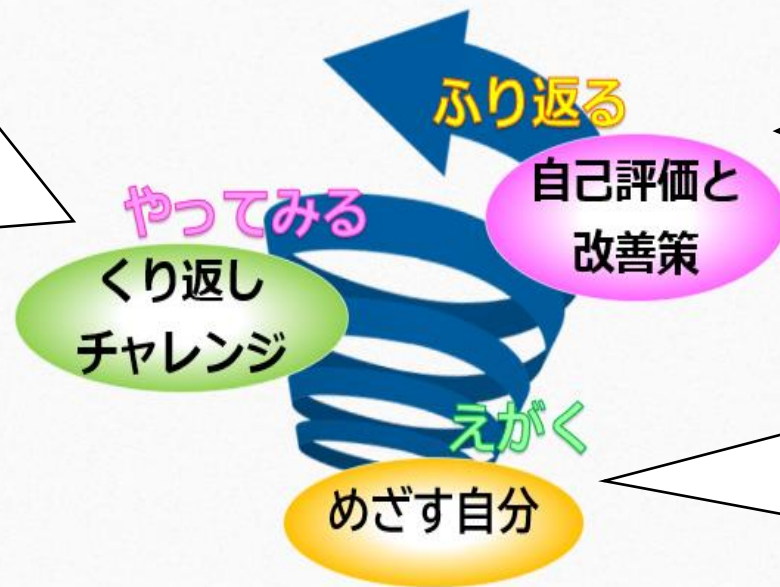 ふり返る
自己評価と
改善策
やってみる
くり返し
チャレンジ
えがく
めざす自分